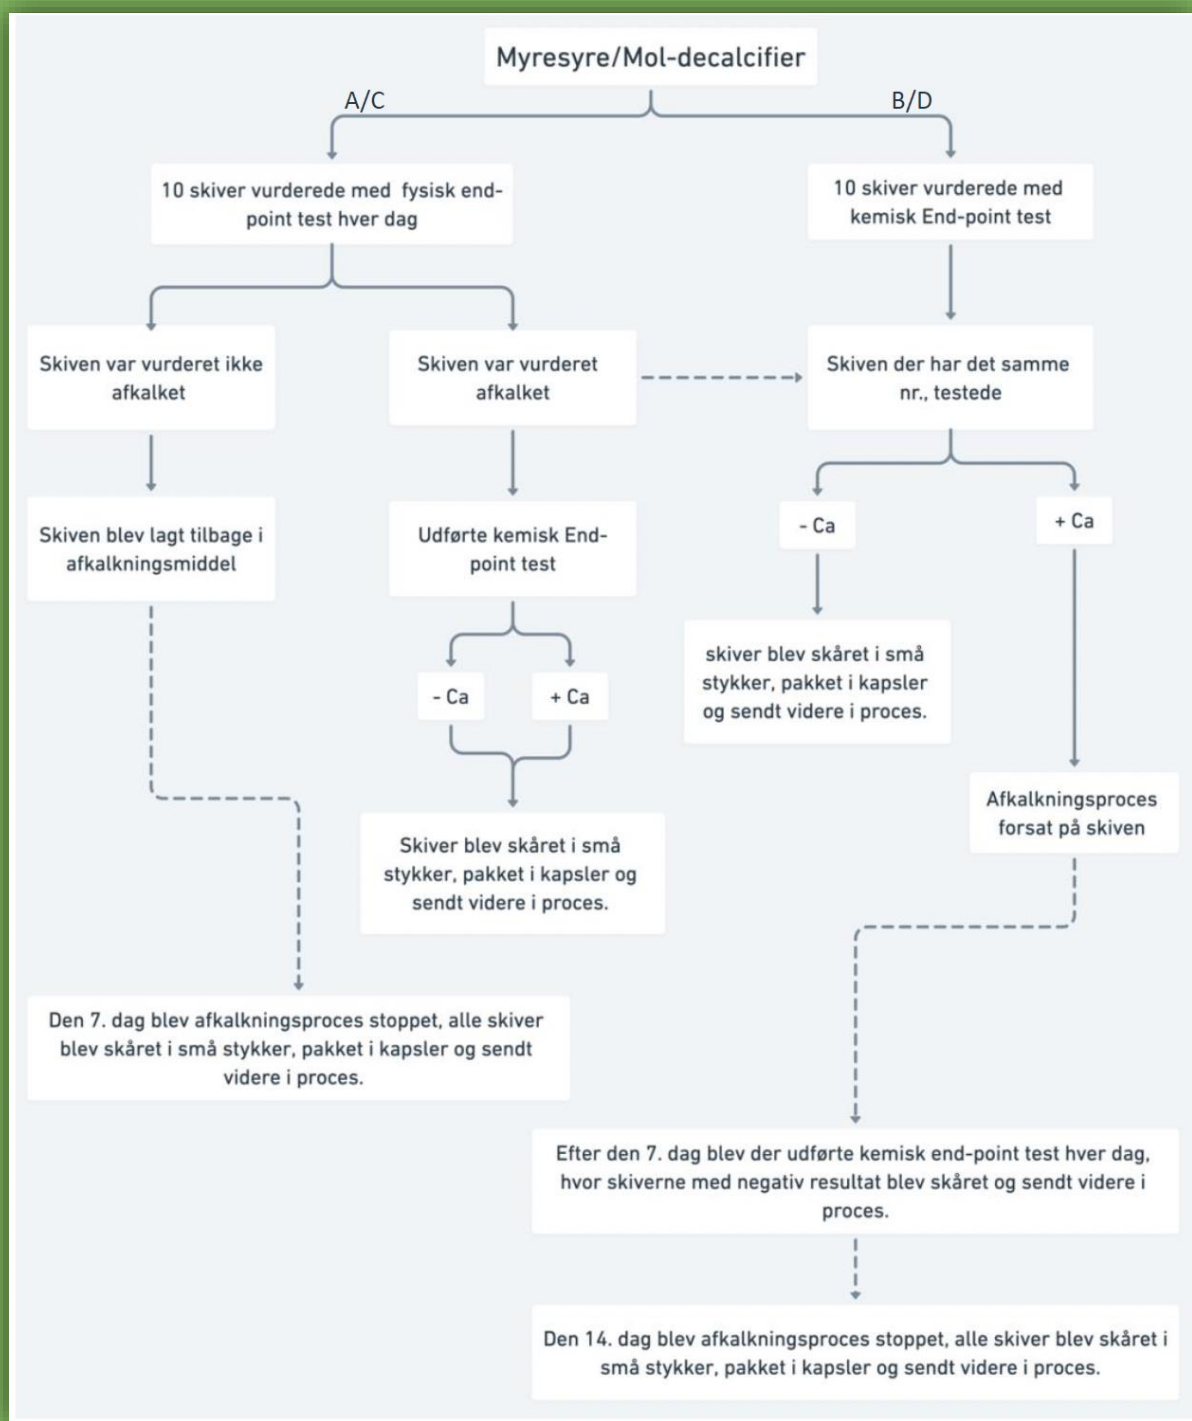 Myresyre/Mol-decalcifier
A/C
B/D
10 skiver vurderede med fysisk end-
point test hver dag
10 skiver vurderede med
kemisk End-point test
Skiven var vurderet ikke
afkalket
Skiven var vurderet
afkalket
Skiven der har det samme
nr., testede
Skiven blev lagt tilbage i
afkalkningsmiddel
Udførte kemisk End-
point test
- Ca
+ Ca
- Ca
+ Ca
skiver blev skåret i små
stykker, pakket i kapsler
og sendt videre i proces.
Skiver blev skåret i små
stykker, pakket i kapsler og
sendt videre i proces.
Afkalkningsproces
forsat på skiven
Den 7. dag blev afkalkningsproces stoppet, alle skiver
blev skåret i små stykker, pakket i kapsler og sendt
videre i proces.
Efter den 7. dag blev der udførte kemisk end-point test hver dag,
hvor skiverne med negativ resultat blev skåret og sendt videre i
proces.
Den 14. dag blev afkalkningsproces stoppet, alle skiver blev skåret i
små stykker, pakket i kapsler og sendt videre i proces.